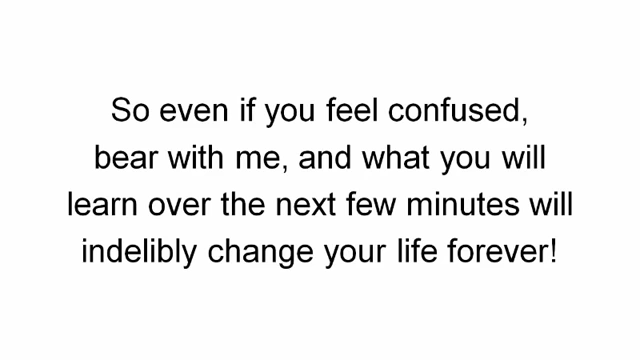 So even if you feel confused,
bear with me, and what you will
learn over the next few minutes will
indelibly change your life forever!